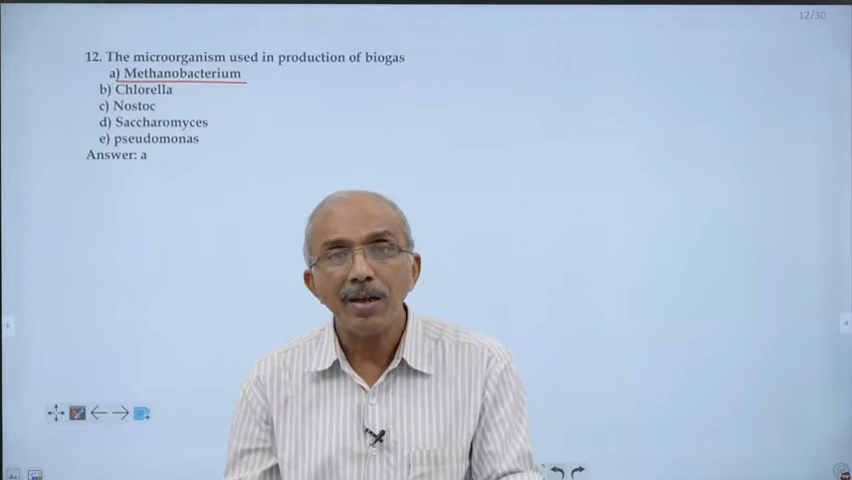 12/30
12. The microorganism used in production of biogas
a) Methanobacterium
b) Chlorella
c) Nostoc
d) Saccharomyces
e) pseudomonas
Answer: a